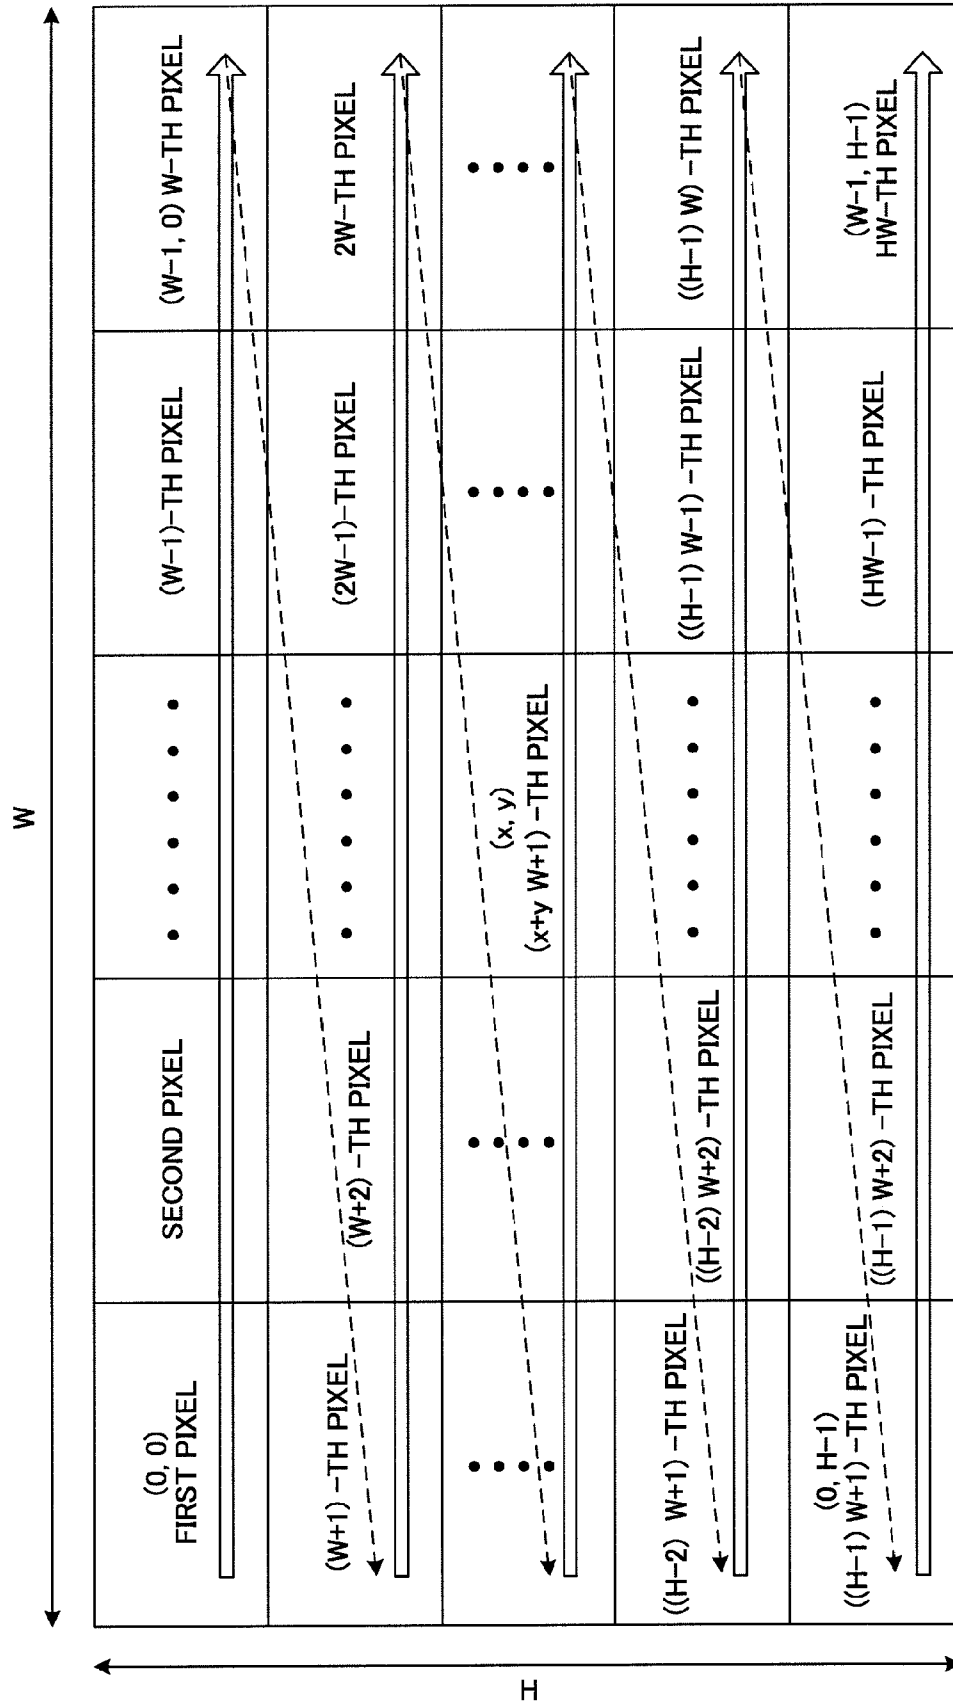 W
H
(0, 0)
FIRST PIXEL
SECOND PIXEL
(W-1)-TH PIXEL
(W-1, 0) W-TH PIXEL
(W+1) -TH PIXEL
(W+2) -TH PIXEL
(2W-1)-TH PIXEL
2W-TH PIXEL
(x, y)
(x+y W+1) -TH PIXEL
((H-2) W+1) -TH PIXEL
((H-2) W+2) -TH PIXEL
((H-1) W-1) -TH PIXEL
((H-1) W) -TH PIXEL
(0, H-1)
((H-1) W+1) -TH PIXEL
((H-1) W+2) -TH PIXEL
(HW-1) -TH PIXEL
(W-1, H-1)
HW-TH PIXEL